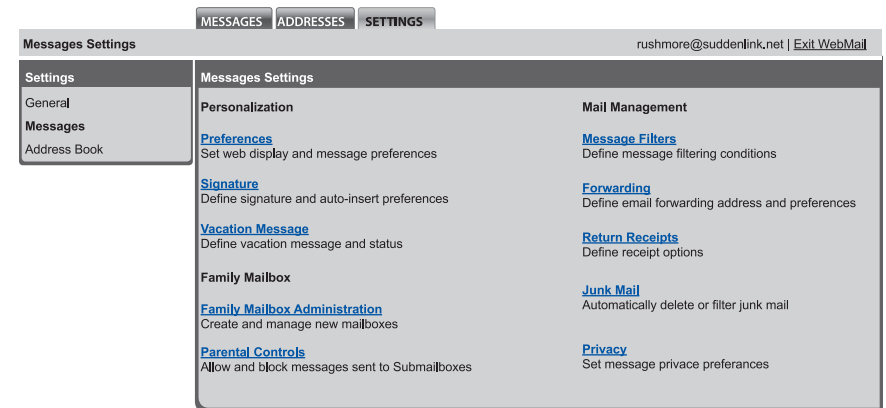 MESSAGES ADDRESSES SETTINGS
Messages Settings
rushmore@suddenlink.net | Exit WebMail
Settings
General
Messages
Address Book
Messages Settings
Personalization
Preferences
Set web display and message preferences
Signature
Define signature and auto-insert preferences
Vacation Message
Define vacation message and status
Family Mailbox
Family Mailbox Administration
Create and manage new mailboxes
Parental Controls
Allow and block messages sent to Submailboxes
Mail Management
Message Filters
Define message filtering conditions
Forwarding
Define email forwarding address and preferences
Return Receipts
Define receipt options
Junk Mail
Automatically delete or filter junk mail
Privacy
Set message privace preferances